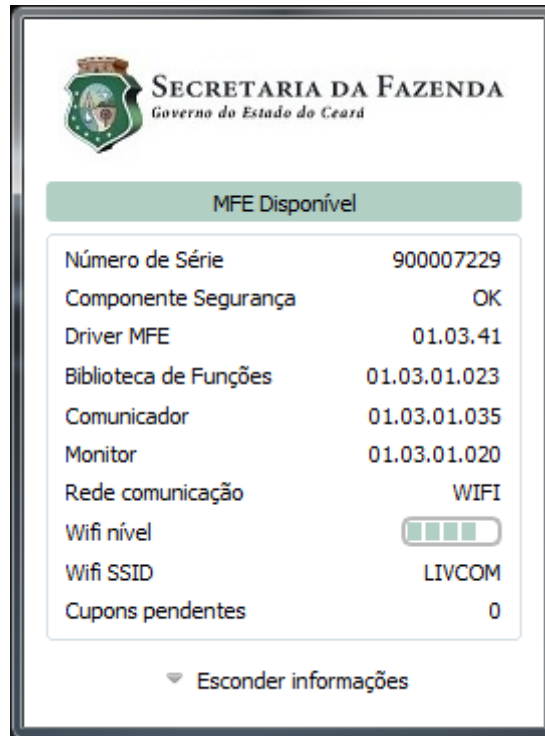 SECRETARIA DA FAZENDA
Governo do Estado do Ceará
MFE Disponível
Número de Série 900007229
Componente Segurança OK
Driver MFE 01.03.41
Biblioteca de Funções 01.03.01.023
Comunicador 01.03.01.035
Monitor 01.03.01.020
Rede comunicação WIFI
Wifi nível
Wifi SSID LIVCOM
Cupons pendentes 0
Esconder informações